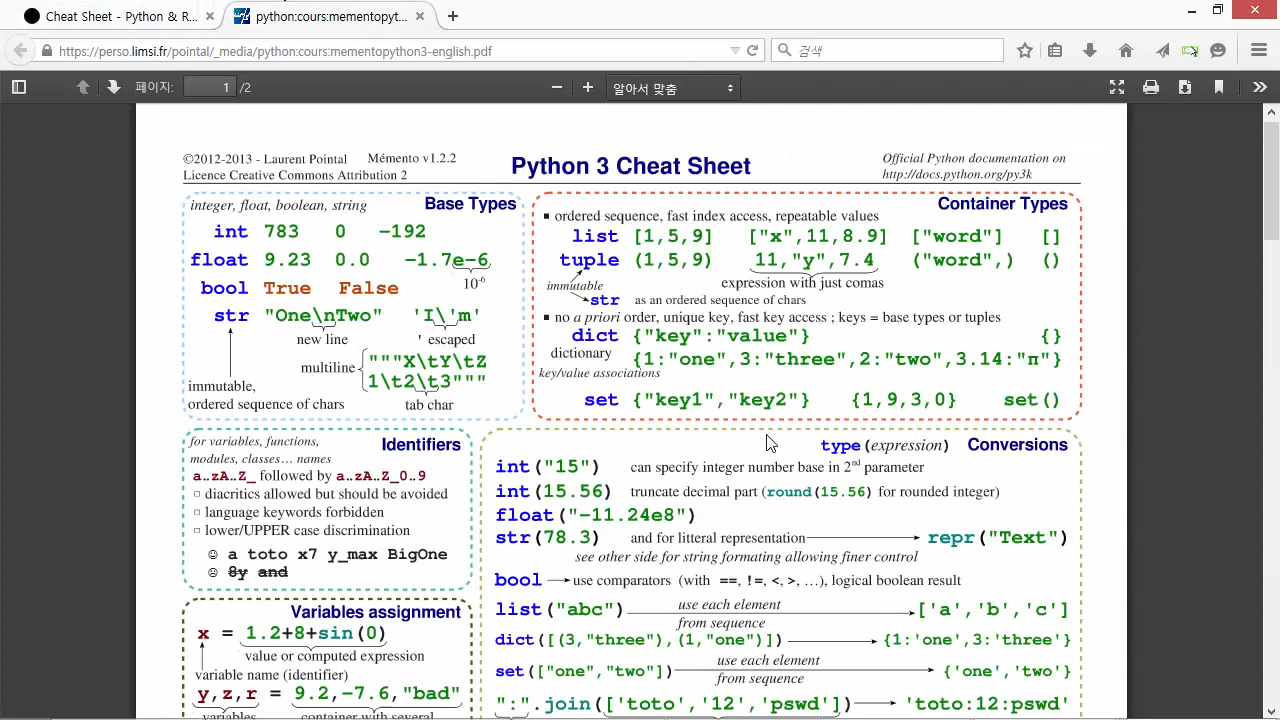 Cheat Sheet - Python & R...
python:cours:mementopyt...
https://perso.limsi.fr/pointal/_media/python:cours:mementopython3-english.pdf
검색
페이지: 1 /2
알아서 맞춤
©2012-2013 - Laurent Pointal Mémento v1.2.2
Licence Creative Commons Attribution 2
Python 3 Cheat Sheet
Official Python documentation on
http://docs.python.org/py3k
integer, float, boolean, string Base Types
int 783 0 -192
float 9.23 0.0 -1.7e-6
10-6
bool True False
str "One\nTwo" 'I\'m'
new line ' escaped
multiline """X\tY\tZ
1\t2\t3"""
immutable,
ordered sequence of chars tab char
Container Types
▪ ordered sequence, fast index access, repeatable values
list [1,5,9] ["x",11,8.9] ["word"] []
tuple (1,5,9) 11,"y",7.4 ("word",) ()
immutable expression with just comas
str as an ordered sequence of chars
▪ no a priori order, unique key, fast key access ; keys = base types or tuples
dict {"key":"value"} {}
dictionary {1:"one",3:"three",2:"two",3.14:"π"}
key/value associations
set {"key1","key2"} {1,9,3,0} set()
for variables, functions,
modules, classes… names Identifiers
a..zA..Z_ followed by a..zA..Z_0..9
□ diacritics allowed but should be avoided
□ language keywords forbidden
□ lower/UPPER case discrimination
☺ a toto x7 y_max BigOne
☹ 8y and
type(expression) Conversions
int("15") can specify integer number base in 2nd parameter
int(15.56) truncate decimal part (round(15.56) for rounded integer)
float("-11.24e8")
str(78.3) and for litteral representation repr("Text")
see other side for string formating allowing finer control
bool use comparators (with ==, !=, <, >, …), logical boolean result
list("abc") use each element from sequence ['a','b','c']
dict([(3,"three"),(1,"one")]) {1:'one',3:'three'}
set(["one","two"]) use each element from sequence {'one','two'}
":".join(['toto','12','pswd']) 'toto:12:pswd'
Variables assignment
x = 1.2+8+sin(0)
value or computed expression
variable name (identifier)
y,z,r = 9.2,-7.6,"bad"
variables container with several